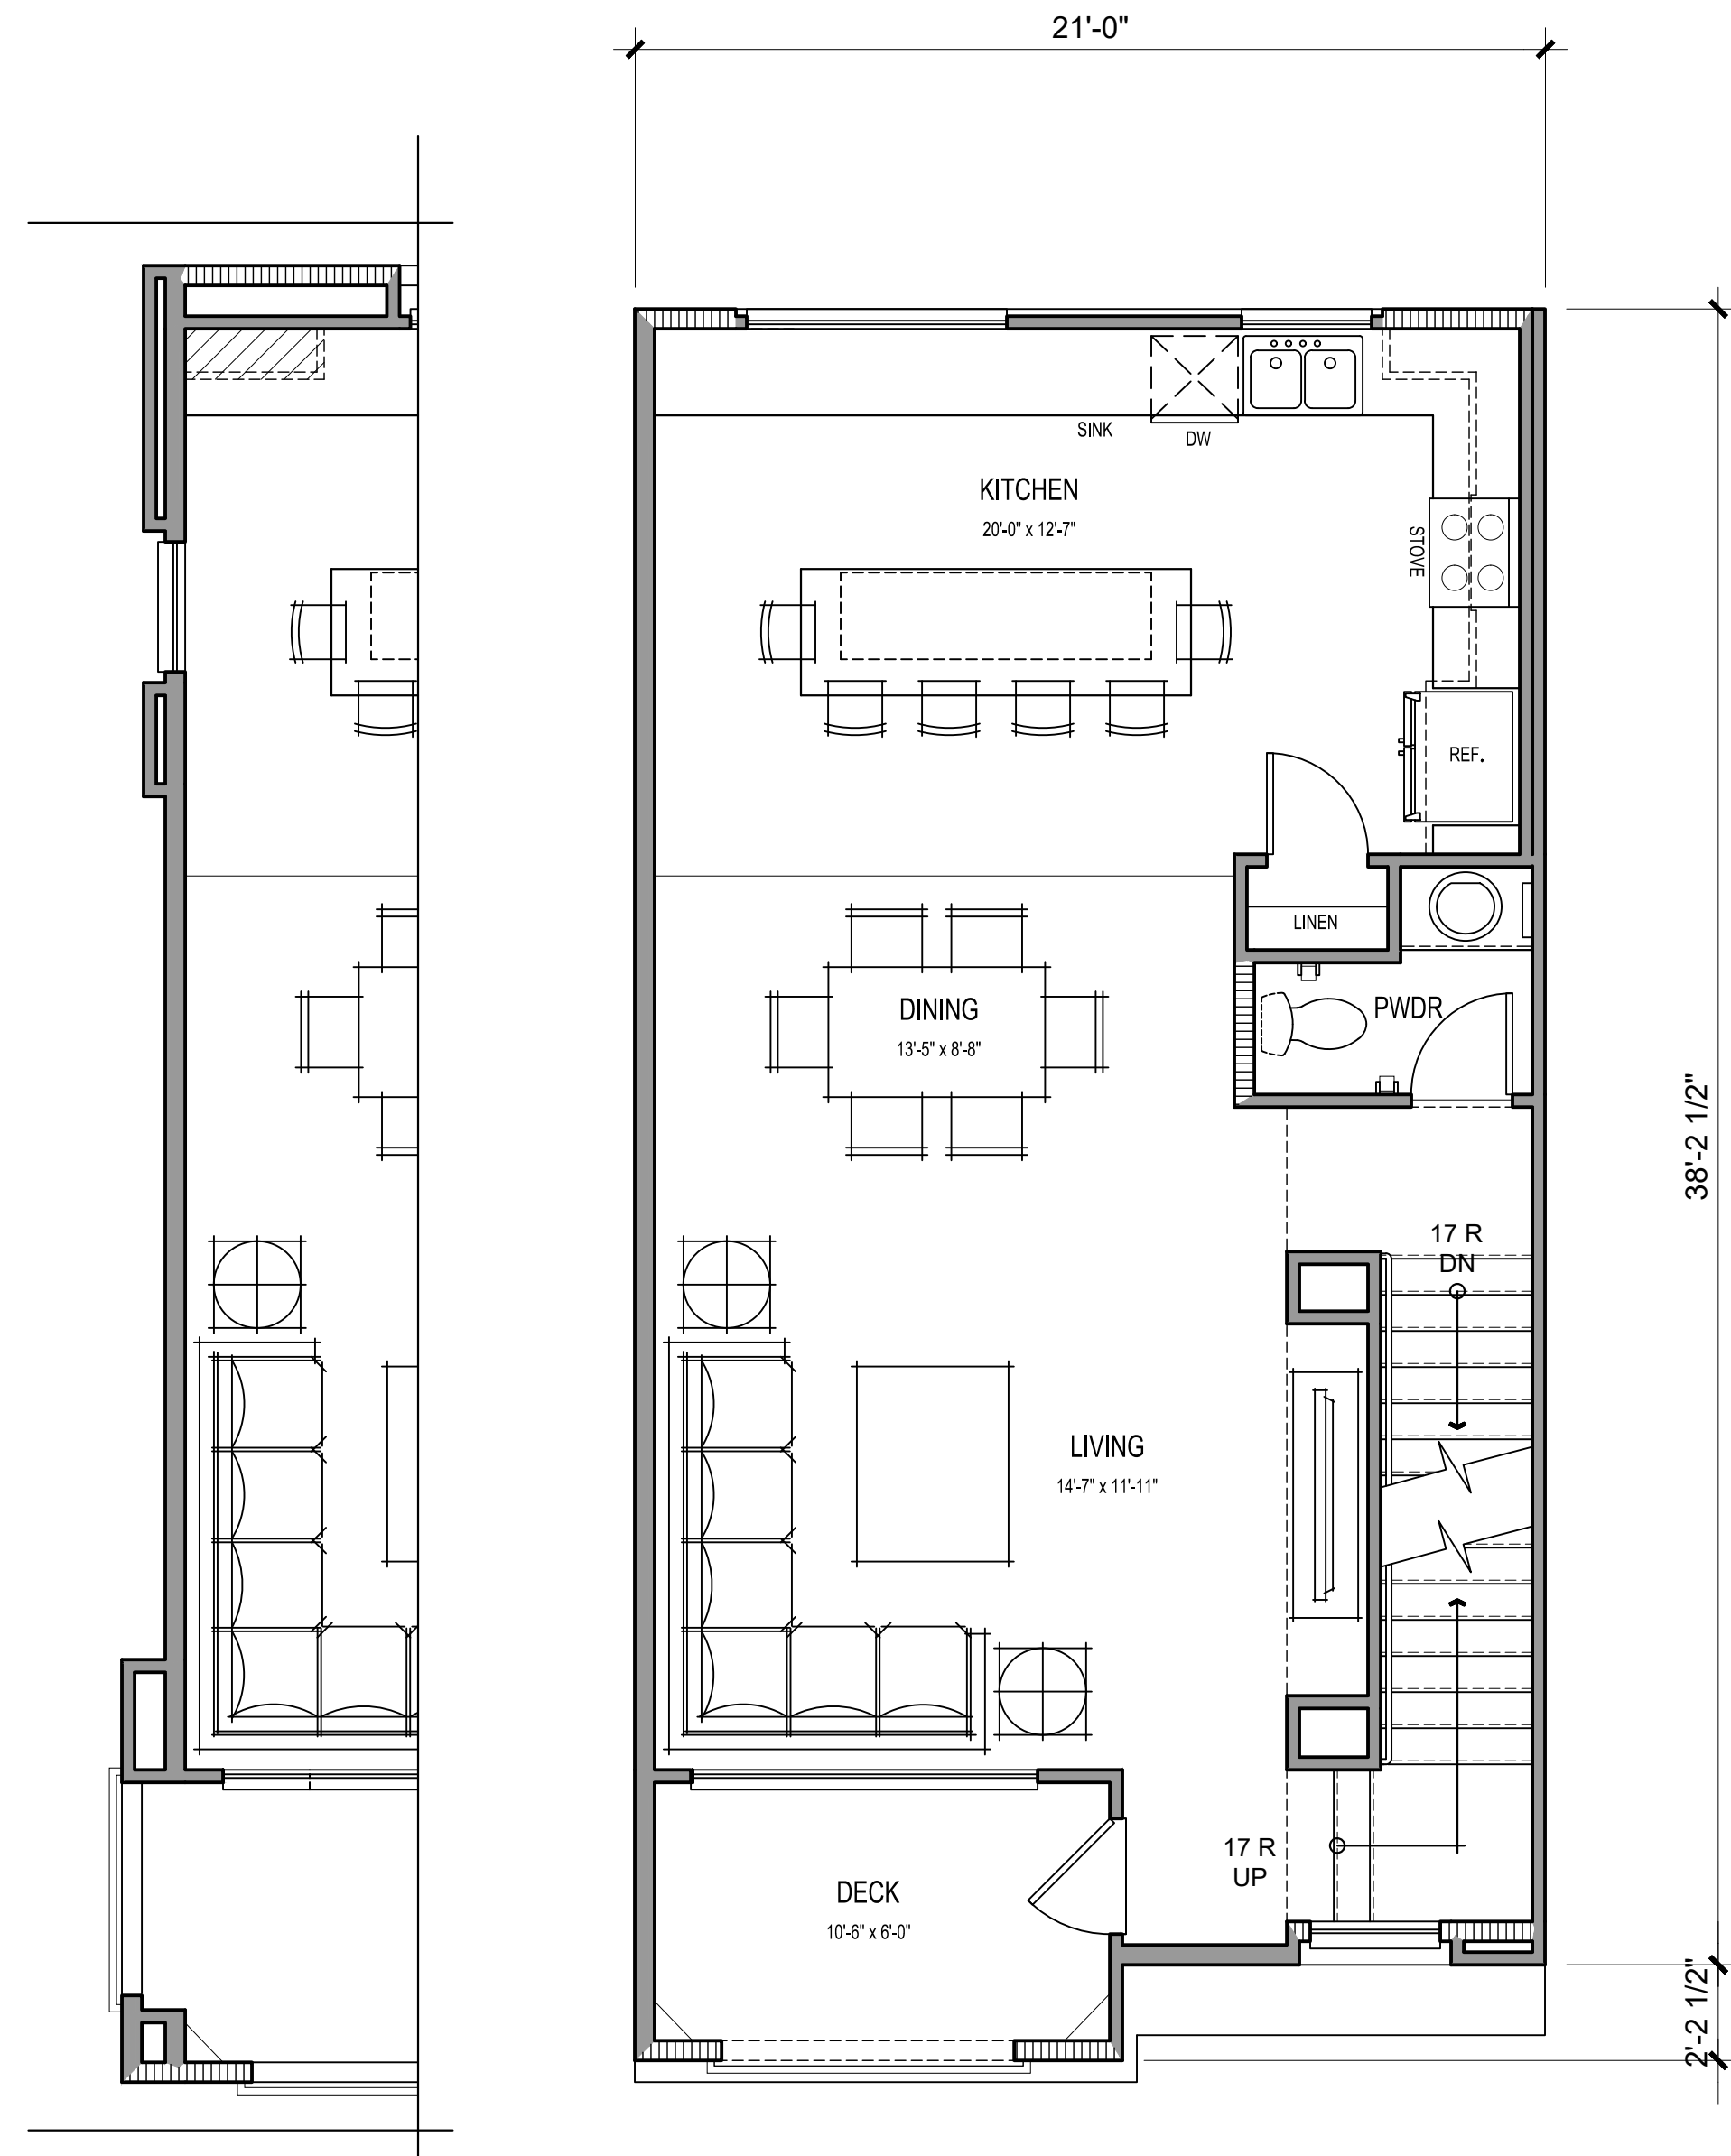 21'-0"
SINK
DW
KITCHEN
20'-0" x 12'-7"
STOVE
REF.
LINEN
DINING
13'-5" x 8'-8"
PWDR
38'-2 1/2"
17 R
DN
LIVING
14'-7" x 11'-11"
17 R
UP
DECK
10'-6" x 6'-0"
2'-2 1/2"